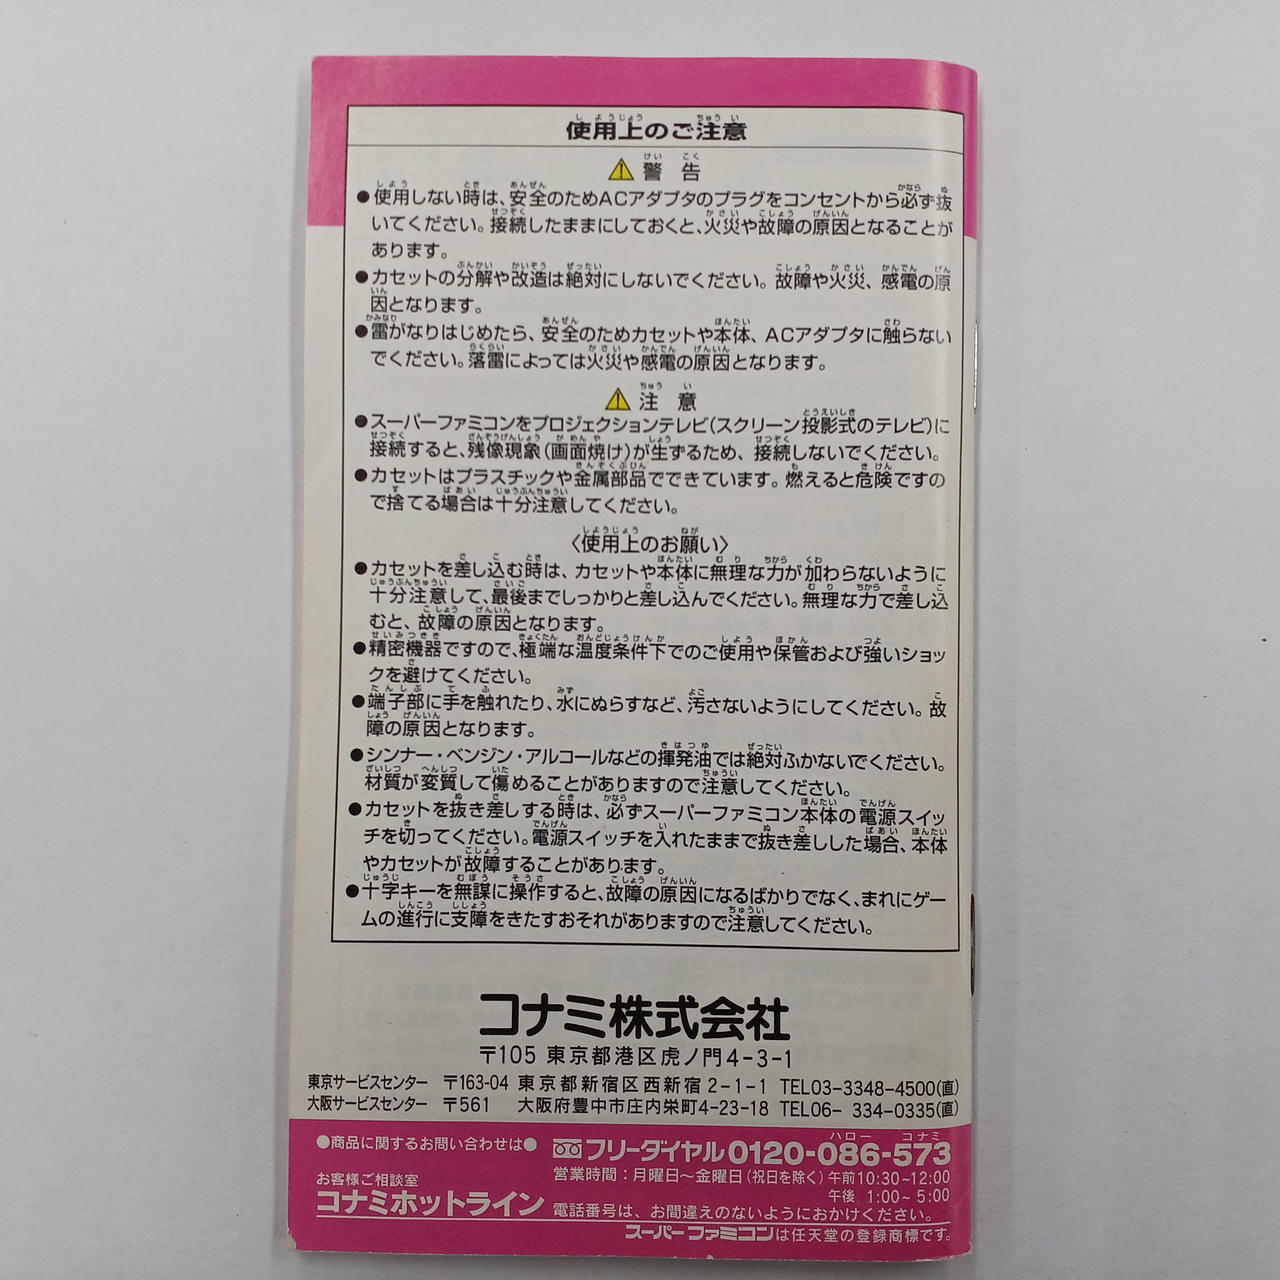 使用上のご注意
警告
●使用しない時は、安全のためACアダプタのプラグをコンセントから必ず抜
いてください。接続したままにしておくと、火災や故障の原因となることが
あります。
●カセットの分解や改造は絶対にしないでください。故障や火災、感電の原
因となります。
●雷がなりはじめたら、安全のためカセットや本体、ACアダプタに触らない
でください。落雷によっては火災や感電の原因となります。
注意
●スーパーファミコンをプロジェクションテレビ(スクリーン投影式のテレビ)に
接続すると、残像現象(画面焼け)が生ずるため、接続しないでください。
●カセットはプラスチックや金属部品でできています。燃えると危険ですの
で捨てる場合は十分注意してください。
〈使用上のお願い〉
●カセットを差し込む時は、カセットや本体に無理な力が加わらないように
十分注意して、最後までしっかりと差し込んでください。無理な力で差し込
むと、故障の原因となります。
●精密機器ですので、極端な温度条件下でのご使用や保管および強いショッ
クを避けてください。
●端子部に手を触れたり、水にぬらすなど、汚さないようにしてください。故
障の原因となります。
●シンナー・ベンジン・アルコールなどの揮発油では絶対ふかないでください。
材質が変質して傷めることがありますので注意してください。
●カセットを抜き差しする時は、必ずスーパーファミコン本体の電源スイッ
チを切ってください。電源スイッチを入れたままで抜き差しした場合、本体
やカセットが故障することがあります。
●十字キーを無謀に操作すると、故障の原因になるばかりでなく、まれにゲー
ムの進行に支障をきたすおそれがありますので注意してください。
コナミ株式会社
〒105 東京都港区虎ノ門4-3-1
東京サービスセンター 〒163-04 東京都新宿区西新宿2-1-1 TEL03-3348-4500(直)
大阪サービスセンター 〒561 大阪府豊中市庄内栄町4-23-18 TEL06- 334-0335(直)
●商品に関するお問い合わせは●
お客様ご相談室
コナミホットライン
フリーダイヤル0120-086-573
ハロー コナミ
営業時間：月曜日〜金曜日(祝日を除く)午前10:30~12:00
午後 1:00~5:00
電話番号は、お間違えのないようにおかけください。
スーパーファミコンは任天堂の登録商標です。